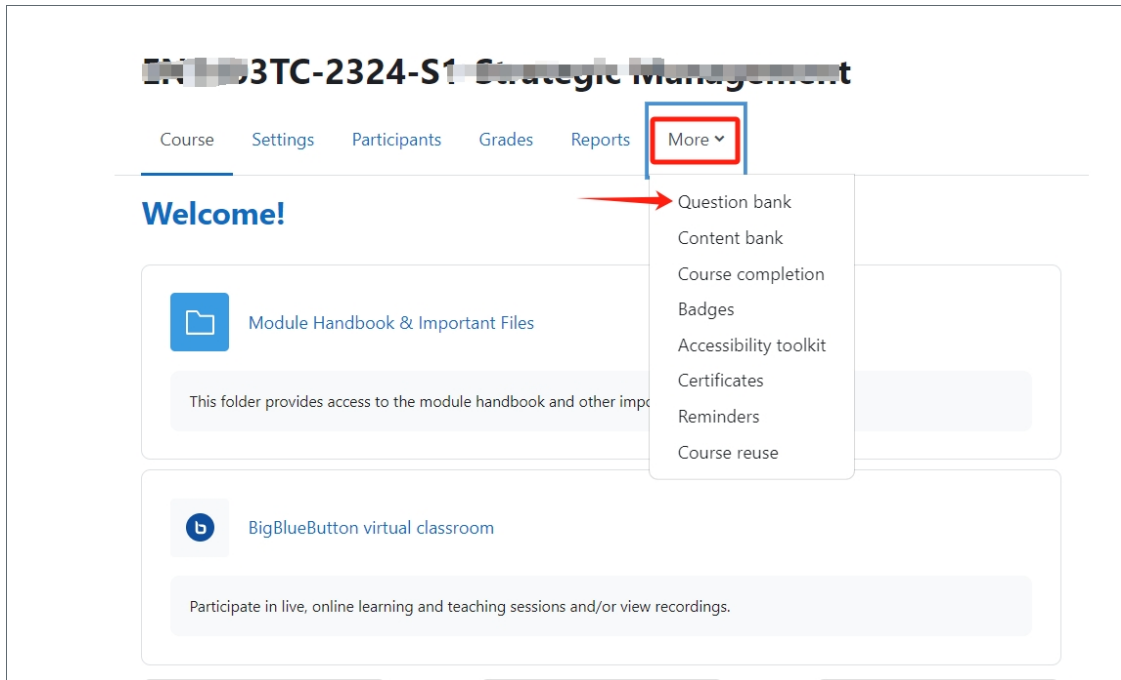 3TC-2324-S1
Course Settings Participants Grades Reports More
Question bank
Welcome!
Content bank
Course completion
Badges
Module Handbook & Important Files
Accessibility toolkit
Certificates
This folder provides access to the module handbook and other
Reminders
Course reuse
BigBlueButton virtual classroom
Participate in live, online learning and teaching sessions and/or view recordings.